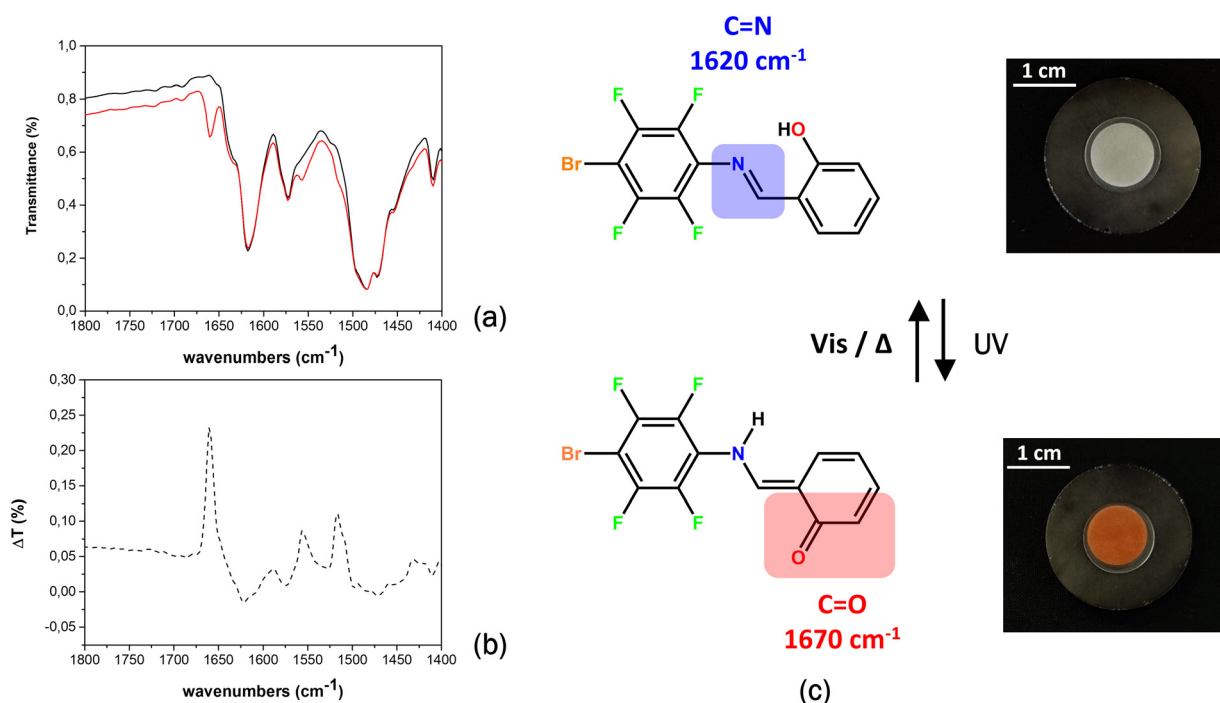 1,0
0,8
0,6
0,4
0,2
0,0
Transmittance (%)
1800 1750 1700 1650 1600 1550 1500 1450 1400
wavenumbers (cm⁻¹)
(a)
0,30
0,25
0,20
0,15
0,10
0,05
0,00
-0,05
ΔT (%)
1800 1750 1700 1650 1600 1550 1500 1450 1400
wavenumbers (cm⁻¹)
(b)
C=N
1620 cm⁻¹
F F
HO
Br N
F F
1 cm
Vis / Δ UV
F F
H
Br N
F F
O
C=O
1670 cm⁻¹
1 cm
(c)